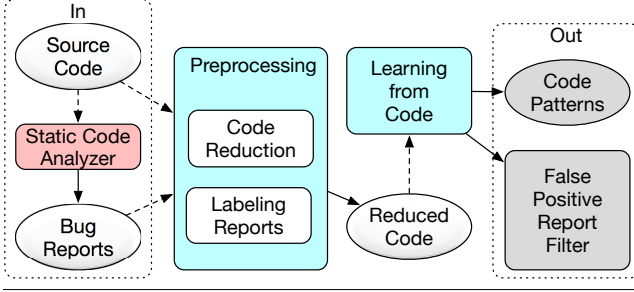 In
Source
Code
Static Code
Analyzer
Bug
Reports
Preprocessing
Code
Reduction
Labeling
Reports
Learning
from
Code
Reduced
Code
Out
Code
Patterns
False
Positive
Report
Filter